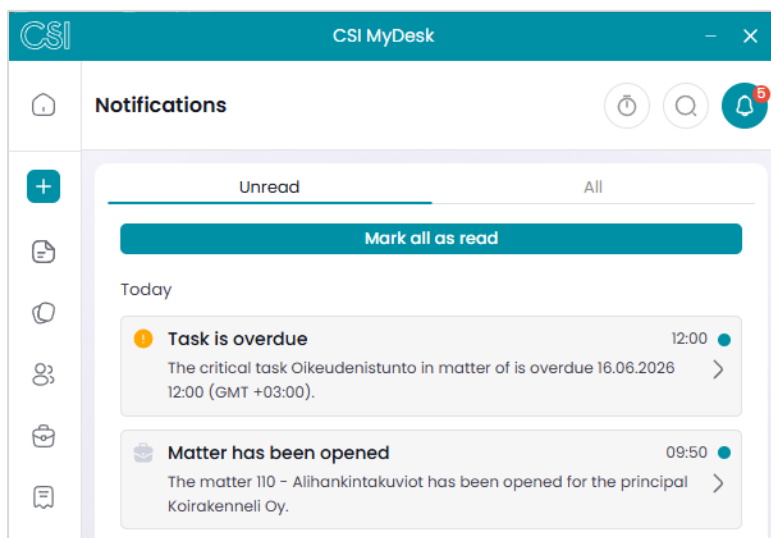 CSI CSI MyDesk
Notifications 5
Unread All
Mark all as read
Today
Task is overdue 12:00
The critical task Oikeudenistunto in matter of is overdue 16.06.2026
12:00 (GMT +03:00).
Matter has been opened 09:50
The matter 110 - Alihankintakuviot has been opened for the principal
Koirakenneli Oy.